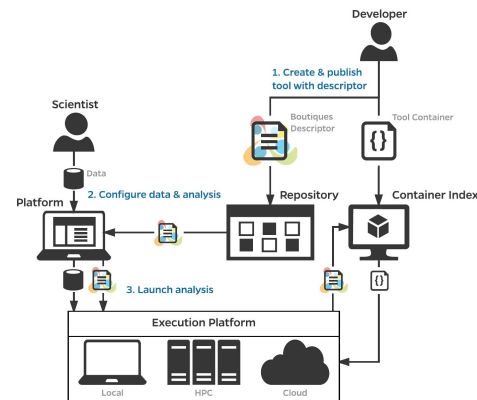 Developer
1. Create & publish
tool with descriptor
Scientist
Boutiques
Descriptor
Tool Container
{}
Data
2. Configure data & analysis
Platform
Repository
Container Index
{}
3. Launch analysis
Execution Platform
Local
HPC
Cloud